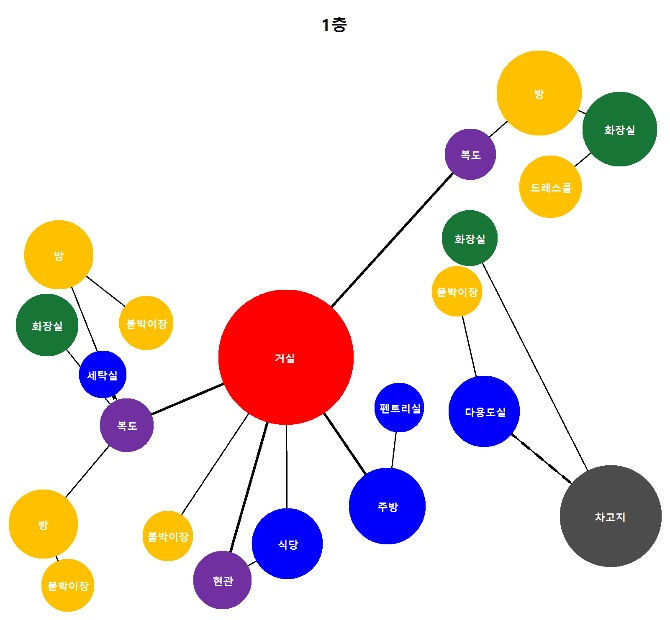 1층
방
화장실
복도
드레스룸
화장실
방
붙박이장
화장실
붙박이장
거실
세탁실
펜트리실
다용도실
복도
주방
차고지
방
붙박이장
식당
현관
붙박이장